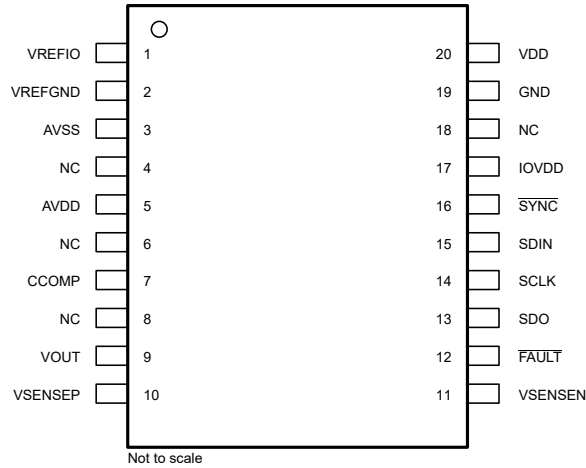 VREFIO 1 20 VDD
VREFGND 2 19 GND
AVSS 3 18 NC
NC 4 17 IOVDD
AVDD 5 16 SYNC
NC 6 15 SDIN
CCOMP 7 14 SCLK
NC 8 13 SDO
VOUT 9 12 FAULT
VSENSEP 10 11 VSENSEN
Not to scale